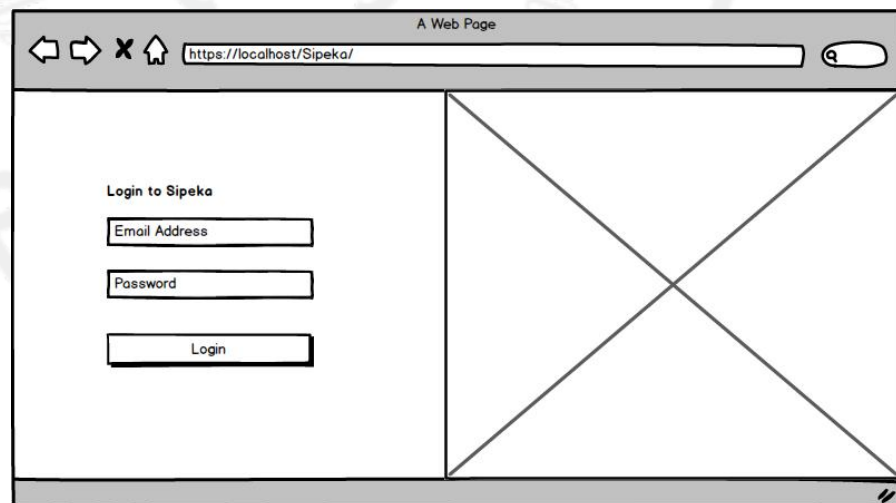 A Web Page
https://localhost/Sipeka/
Login to Sipeka
Email Address
Password
Login